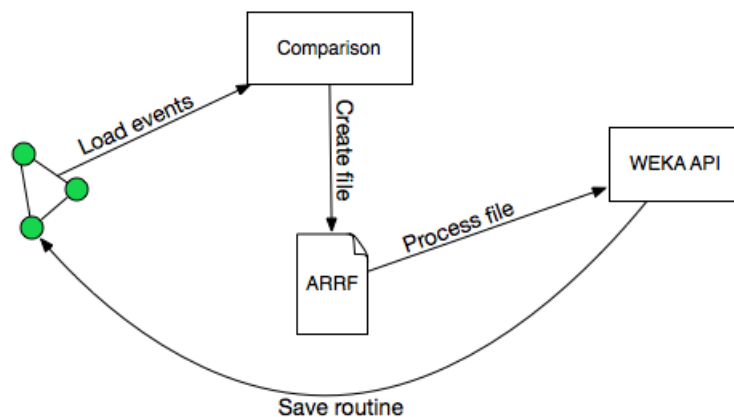 Comparison
Load events
Create file
WEKA API
Process file
ARRF
Save routine